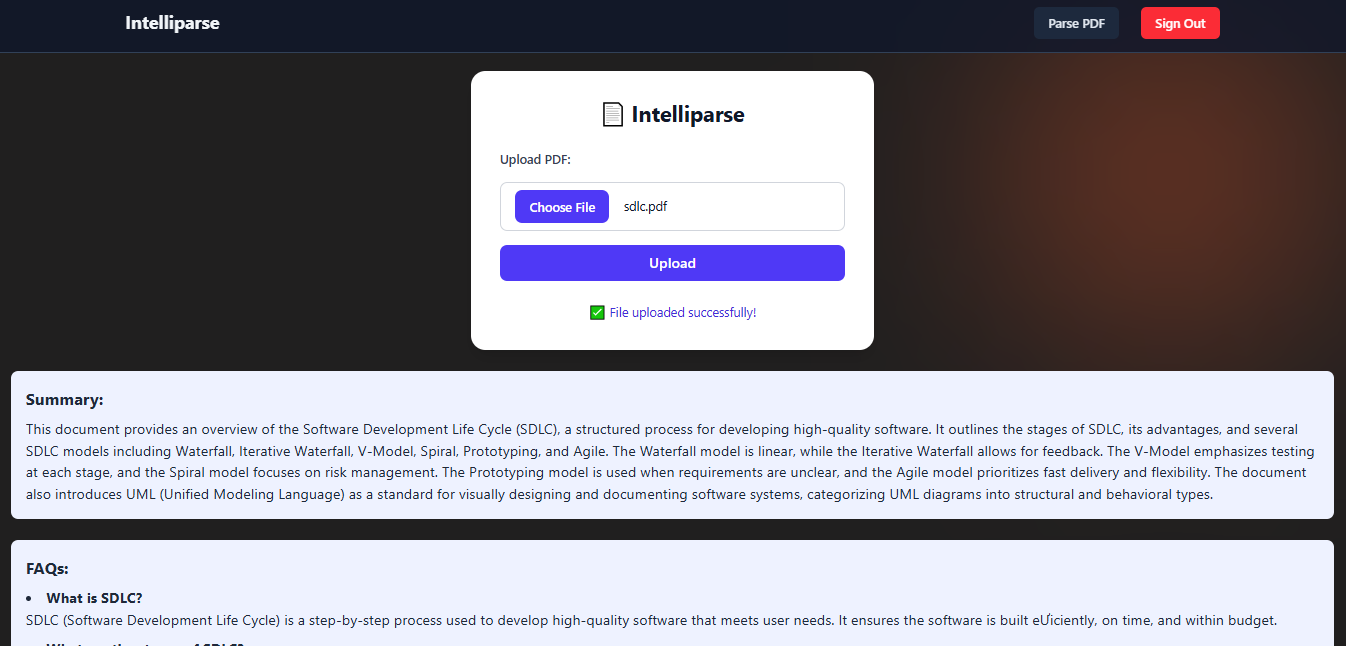 Intelliparse
Parse PDF
Sign Out
Intelliparse
Upload PDF:
Choose File
sdlc.pdf
Upload
File uploaded successfully!
Summary:
This document provides an overview of the Software Development Life Cycle (SDLC), a structured process for developing high-quality software. It outlines the stages of SDLC, its advantages, and several
SDLC models including Waterfall, Iterative Waterfall, V-Model, Spiral, Prototyping, and Agile. The Waterfall model is linear, while the Iterative Waterfall allows for feedback. The V-Model emphasizes testing
at each stage, and the Spiral model focuses on risk management. The Prototyping model is used when requirements are unclear, and the Agile model prioritizes fast delivery and flexibility. The document
also introduces UML (Unified Modeling Language) as a standard for visually designing and documenting software systems, categorizing UML diagrams into structural and behavioral types.
FAQs:
• What is SDLC?
SDLC (Software Development Life Cycle) is a step-by-step process used to develop high-quality software that meets user needs. It ensures the software is built eƯiciently, on time, and within budget.